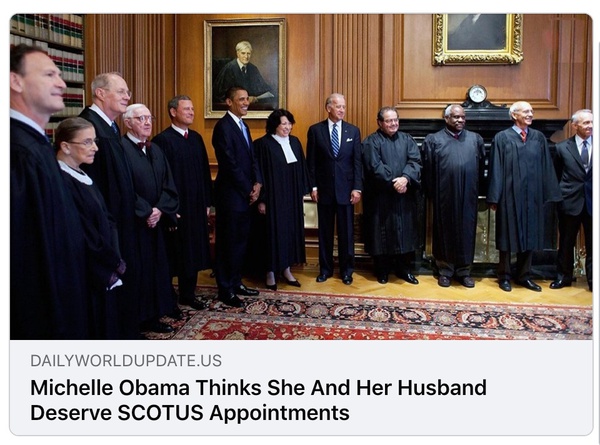 DAILYWORLDUPDATE.US
Michelle Obama Thinks She And Her Husband
Deserve SCOTUS Appointments